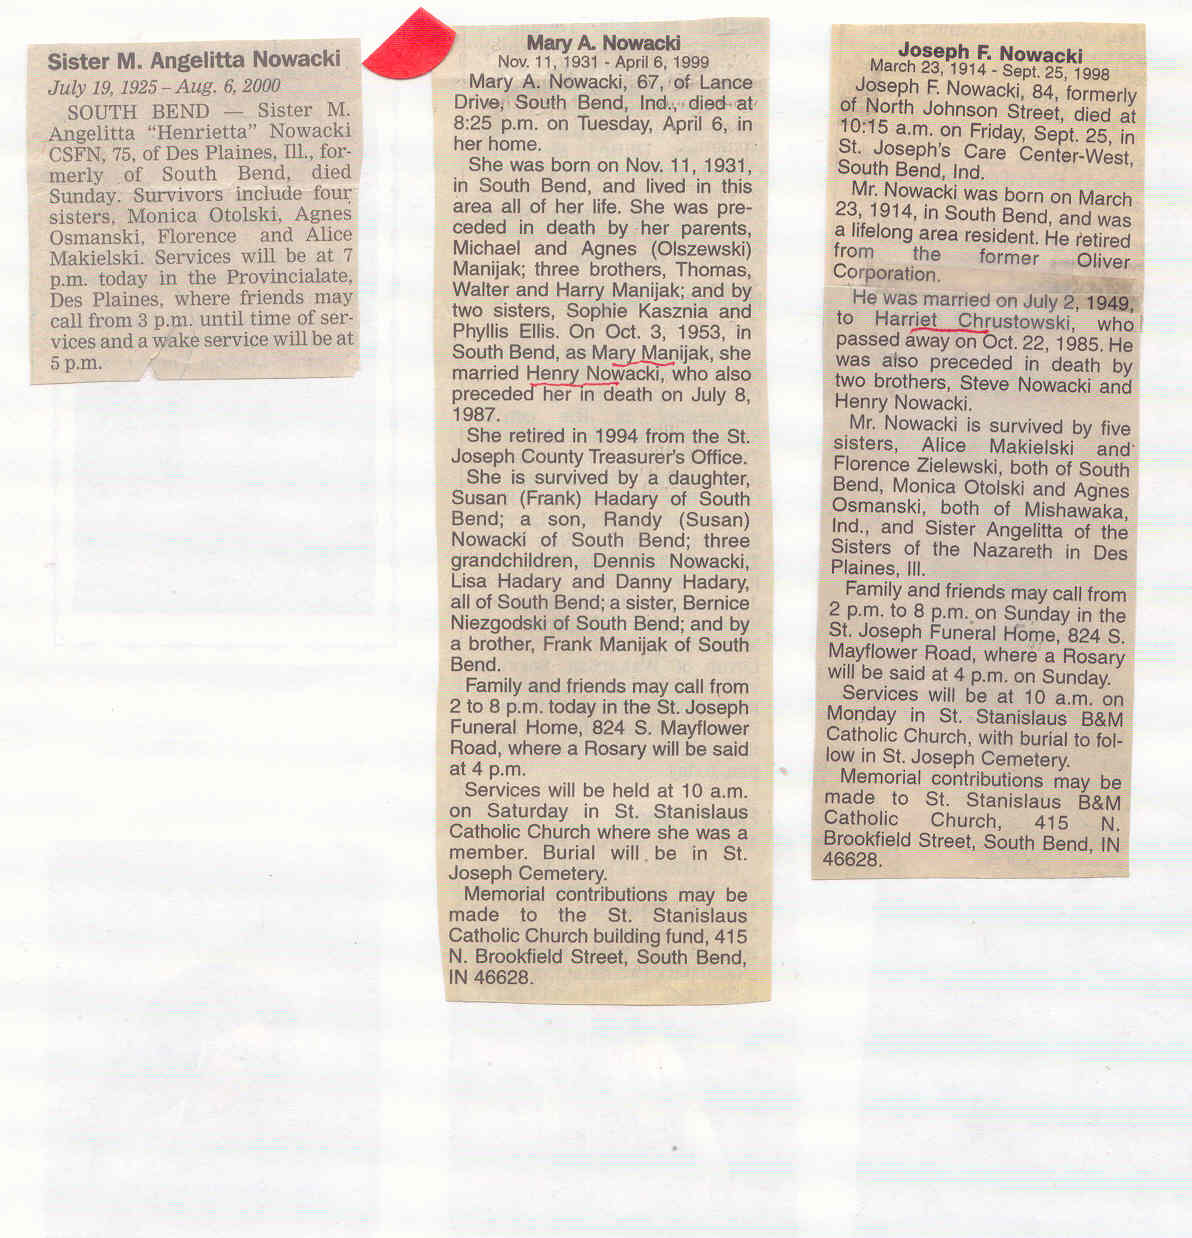 Sister M. Angelitta Nowacki
July 19, 1925 – Aug. 6, 2000
SOUTH BEND — Sister M.
Angelitta “Henrietta” Nowacki
CSFN, 75, of Des Plaines, Ill., for-
merly of South Bend, died
Sunday. Survivors include four
sisters, Monica Otolski, Agnes
Osmanski, Florence and Alice
Makielski. Services will be at 7
p.m. today in the Provincialate,
Des Plaines, where friends may
call from 3 p.m. until time of ser-
vices and a wake service will be at
5 p.m.
Mary A. Nowacki
Nov. 11, 1931 - April 6, 1999
Mary A. Nowacki, 67, of Lance
Drive, South Bend, Ind., died at
8:25 p.m. on Tuesday, April 6, in
her home.
She was born on Nov. 11, 1931,
in South Bend, and lived in this
area all of her life. She was pre-
ceded in death by her parents,
Michael and Agnes (Olszewski)
Manijak; three brothers, Thomas,
Walter and Harry Manijak; and by
two sisters, Sophie Kasznia and
Phyllis Ellis. On Oct. 3, 1953, in
South Bend, as Mary Manijak, she
married Henry Nowacki, who also
preceded her in death on July 8,
1987.
She retired in 1994 from the St.
Joseph County Treasurer's Office.
She is survived by a daughter,
Susan (Frank) Hadary of South
Bend; a son, Randy (Susan)
Nowacki of South Bend; three
grandchildren, Dennis Nowacki,
Lisa Hadary and Danny Hadary,
all of South Bend; a sister, Bernice
Niezgodski of South Bend; and by
a brother, Frank Manijak of South
Bend.
Family and friends may call from
2 to 8 p.m. today in the St. Joseph
Funeral Home, 824 S. Mayflower
Road, where a Rosary will be said
at 4 p.m.
Services will be held at 10 a.m.
on Saturday in St. Stanislaus
Catholic Church where she was a
member. Burial will be in St.
Joseph Cemetery.
Memorial contributions may be
made to the St. Stanislaus
Catholic Church building fund, 415
N. Brookfield Street, South Bend,
IN 46628.
Joseph F. Nowacki
March 23, 1914 - Sept. 25, 1998
Joseph F. Nowacki, 84, formerly
of North Johnson Street, died at
10:15 a.m. on Friday, Sept. 25, in
St. Joseph's Care Center-West,
South Bend, Ind.
Mr. Nowacki was born on March
23, 1914, in South Bend, and was
a lifelong area resident. He retired
from the former Oliver
Corporation.
He was married on July 2, 1949,
to Harriet Chrustowski, who
passed away on Oct. 22, 1985. He
was also preceded in death by
two brothers, Steve Nowacki and
Henry Nowacki.
Mr. Nowacki is survived by five
sisters, Alice Makielski and
Florence Zielewski, both of South
Bend, Monica Otolski and Agnes
Osmanski, both of Mishawaka,
Ind., and Sister Angelitta of the
Sisters of the Nazareth in Des
Plaines, Ill.
Family and friends may call from
2 p.m. to 8 p.m. on Sunday in the
St. Joseph Funeral Home, 824 S.
Mayflower Road, where a Rosary
will be said at 4 p.m. on Sunday.
Services will be at 10 a.m. on
Monday in St. Stanislaus B&M
Catholic Church, with burial to fol-
low in St. Joseph Cemetery.
Memorial contributions may be
made to St. Stanislaus B&M
Catholic Church, 415 N.
Brookfield Street, South Bend, IN
46628.